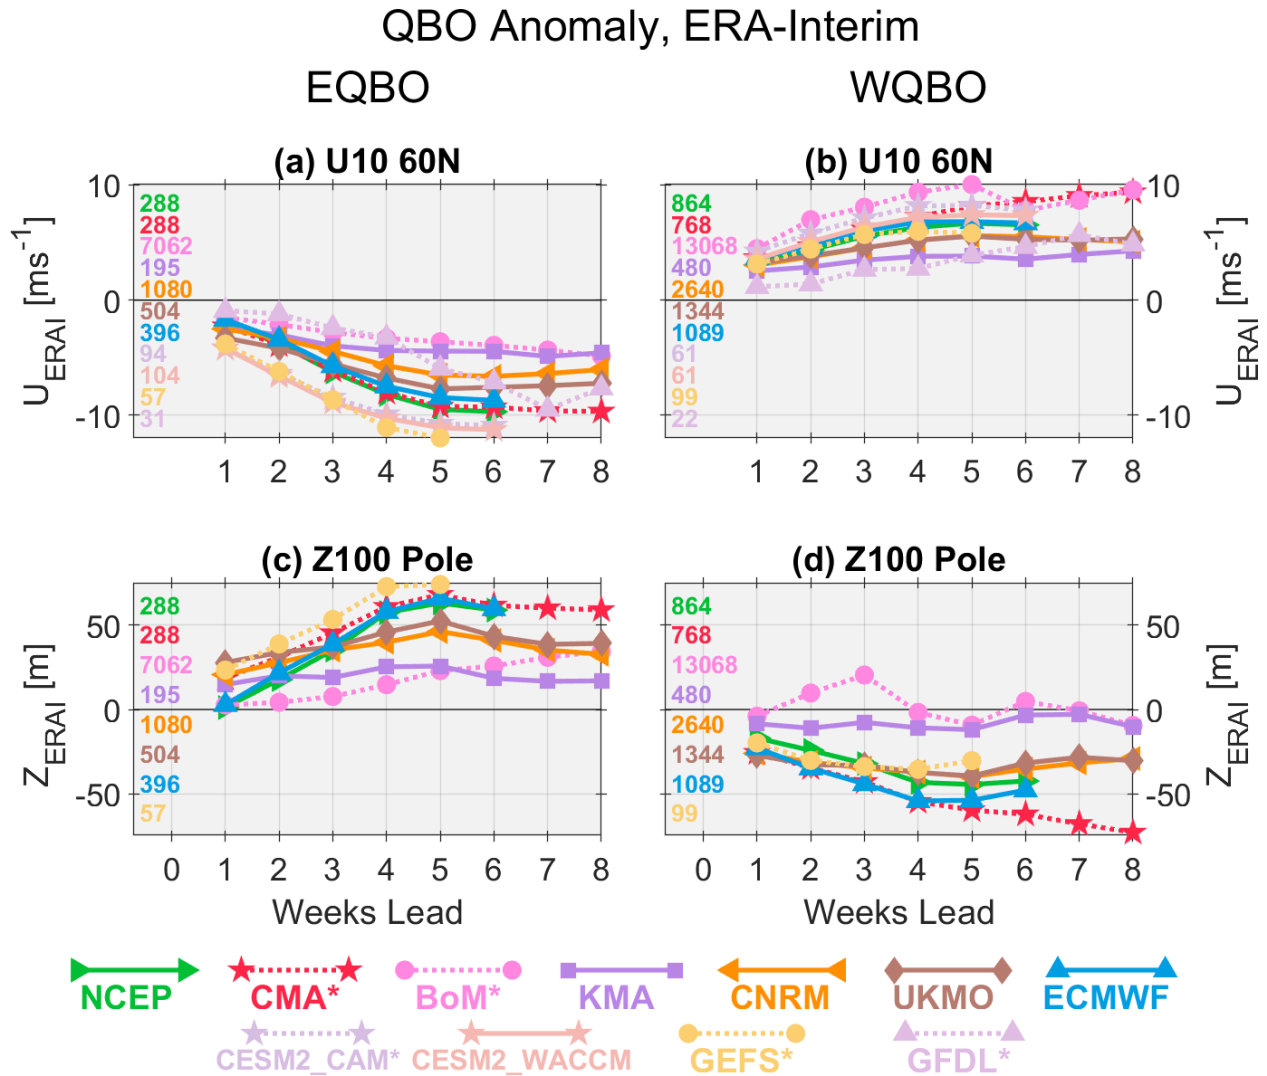 QBO Anomaly, ERA-Interim
EQBO
WQBO
(a) U10 60N
(b) U10 60N
10
0
-10
U_ERAI [ms^-1]
288
288
7062
195
1080
504
396
94
104
57
31
1 2 3 4 5 6 7 8
864
768
13068
480
2640
1344
1089
61
61
99
22
1 2 3 4 5 6 7 8
10
0
-10
U_ERAI [ms^-1]
(c) Z100 Pole
(d) Z100 Pole
50
0
-50
Z_ERAI [m]
288
288
7062
195
1080
504
396
57
0 1 2 3 4 5 6 7 8
Weeks Lead
864
768
13068
480
2640
1344
1089
99
0 1 2 3 4 5 6 7 8
Weeks Lead
50
0
-50
Z_ERAI [m]
NCEP CMA* BoM* KMA CNRM UKMO ECMWF
CESM2_CAM* CESM2_WACCM GEFS* GFDL*